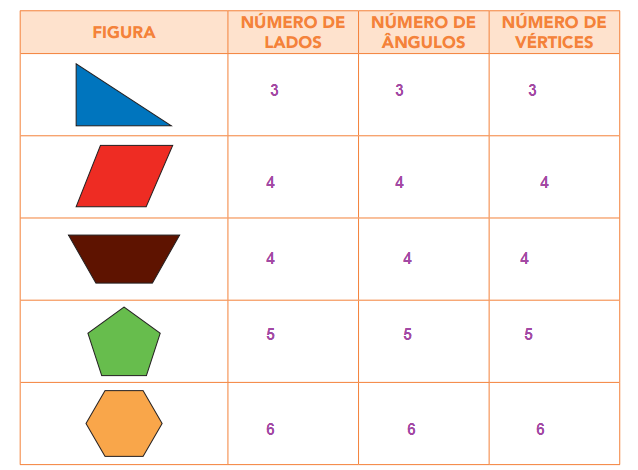 FIGURA
NÚMERO DE
LADOS
NÚMERO DE
ÂNGULOS
NÚMERO DE
VÉRTICES
3 3 3
4 4 4
4 4 4
5 5 5
6 6 6